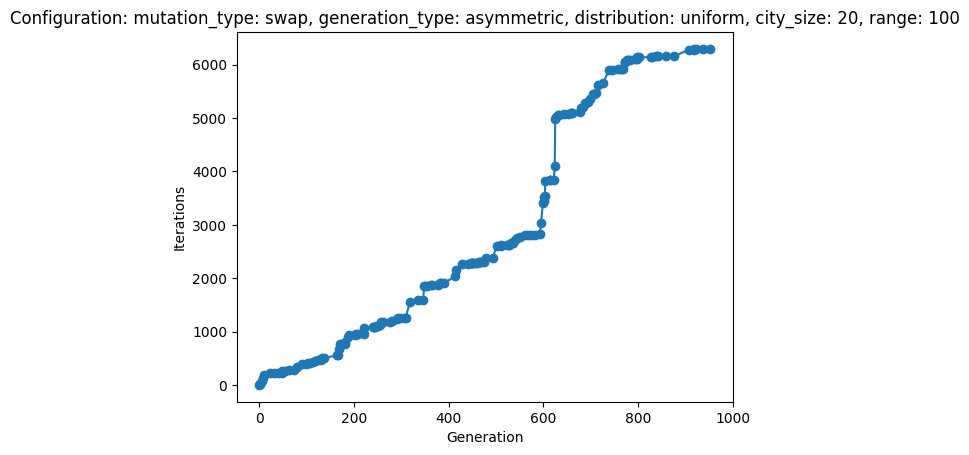 Configuration: mutation_type: swap, generation_type: asymmetric, distribution: uniform, city_size: 20, range: 100
6000
5000
4000
3000
2000
1000
0
Iterations
0 200 400 600 800 1000
Generation